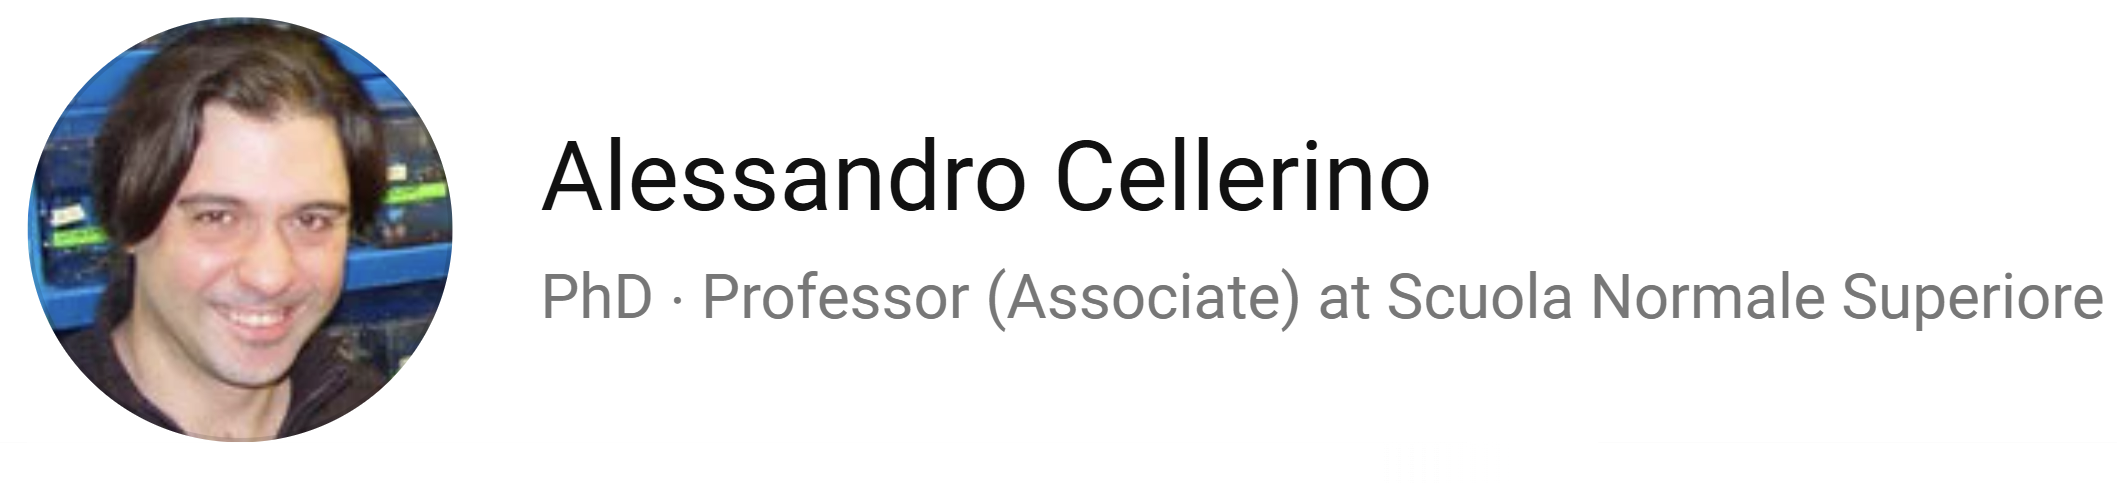 Alessandro Cellerino
PhD · Professor (Associate) at Scuola Normale Superiore